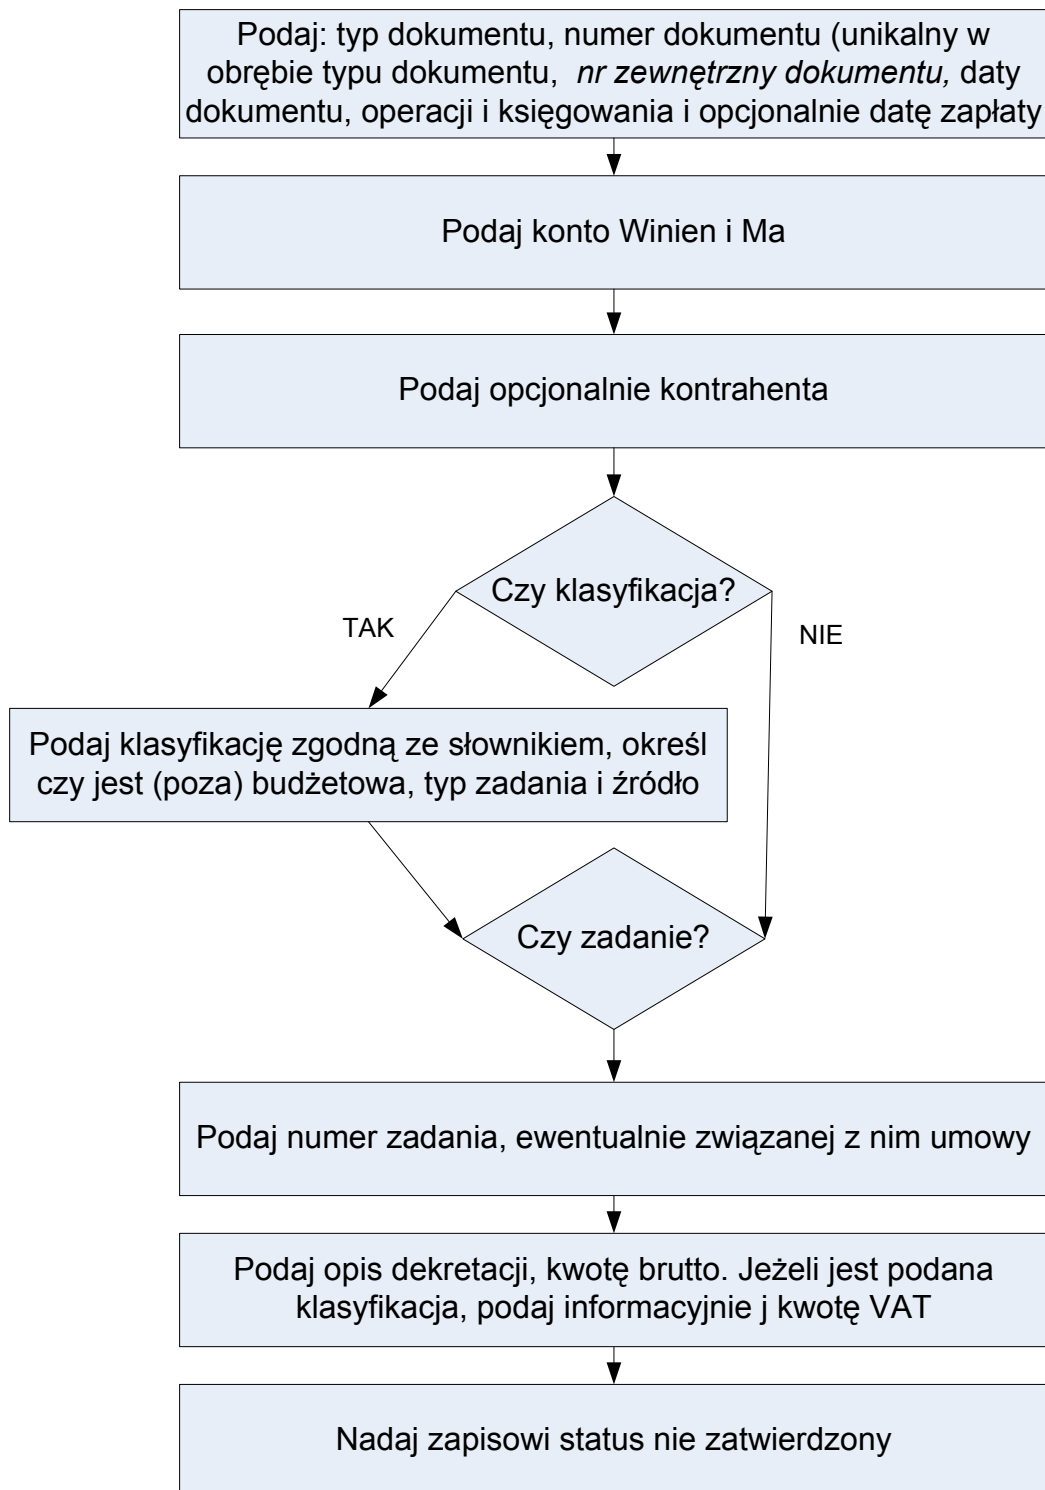 Podaj: typ dokumentu, numer dokumentu (unikalny w
obrębie typu dokumentu, nr zewnętrzny dokumentu, daty
dokumentu, operacji i księgowania i opcjonalnie datę zapłaty
Podaj konto Winien i Ma
Podaj opcjonalnie kontrahenta
Czy klasyfikacja?
TAK
NIE
Podaj klasyfikację zgodną ze słownikiem, określ
czy jest (poza) budżetowa, typ zadania i źródło
Czy zadanie?
Podaj numer zadania, ewentualnie związanej z nim umowy
Podaj opis dekretacji, kwotę brutto. Jeżeli jest podana
klasyfikacja, podaj informacyjnie j kwotę VAT
Nadaj zapisowi status nie zatwierdzony